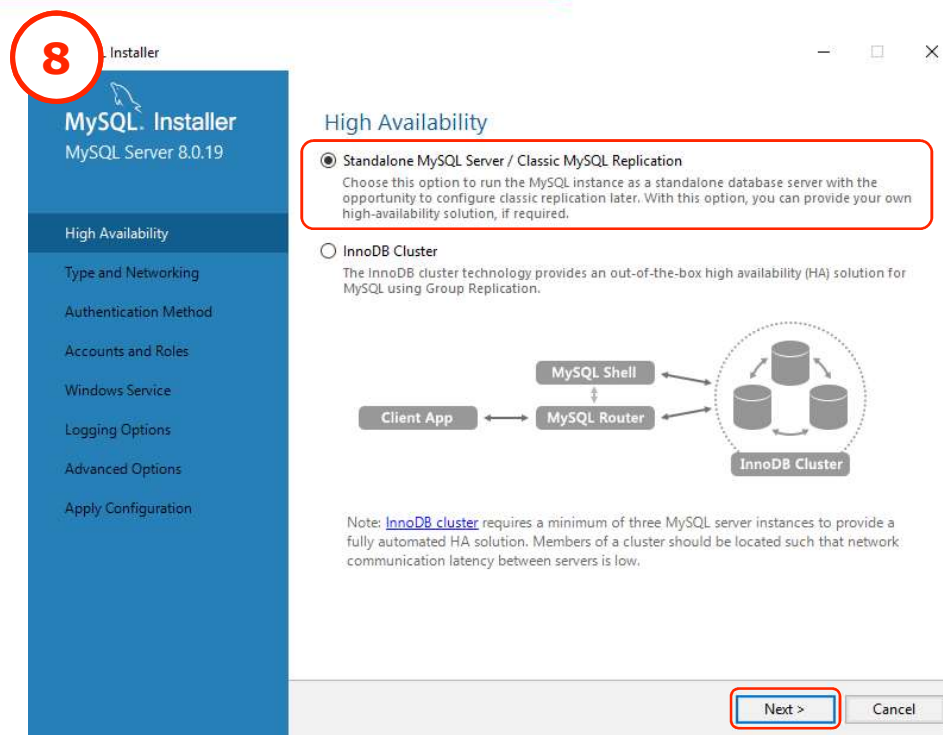 8
Installer
MySQL. Installer
MySQL Server 8.0.19
High Availability
Type and Networking
Authentication Method
Accounts and Roles
Windows Service
Logging Options
Advanced Options
Apply Configuration
High Availability
Standalone MySQL Server / Classic MySQL Replication
Choose this option to run the MySQL instance as a standalone database server with the
opportunity to configure classic replication later. With this option, you can provide your own
high-availability solution, if required.
InnoDB Cluster
The InnoDB cluster technology provides an out-of-the-box high availability (HA) solution for
MySQL using Group Replication.
MySQL Shell
Client App
MySQL Router
InnoDB Cluster
Note: InnoDB cluster requires a minimum of three MySQL server instances to provide a
fully automated HA solution. Members of a cluster should be located such that network
communication latency between servers is low.
Next >
Cancel